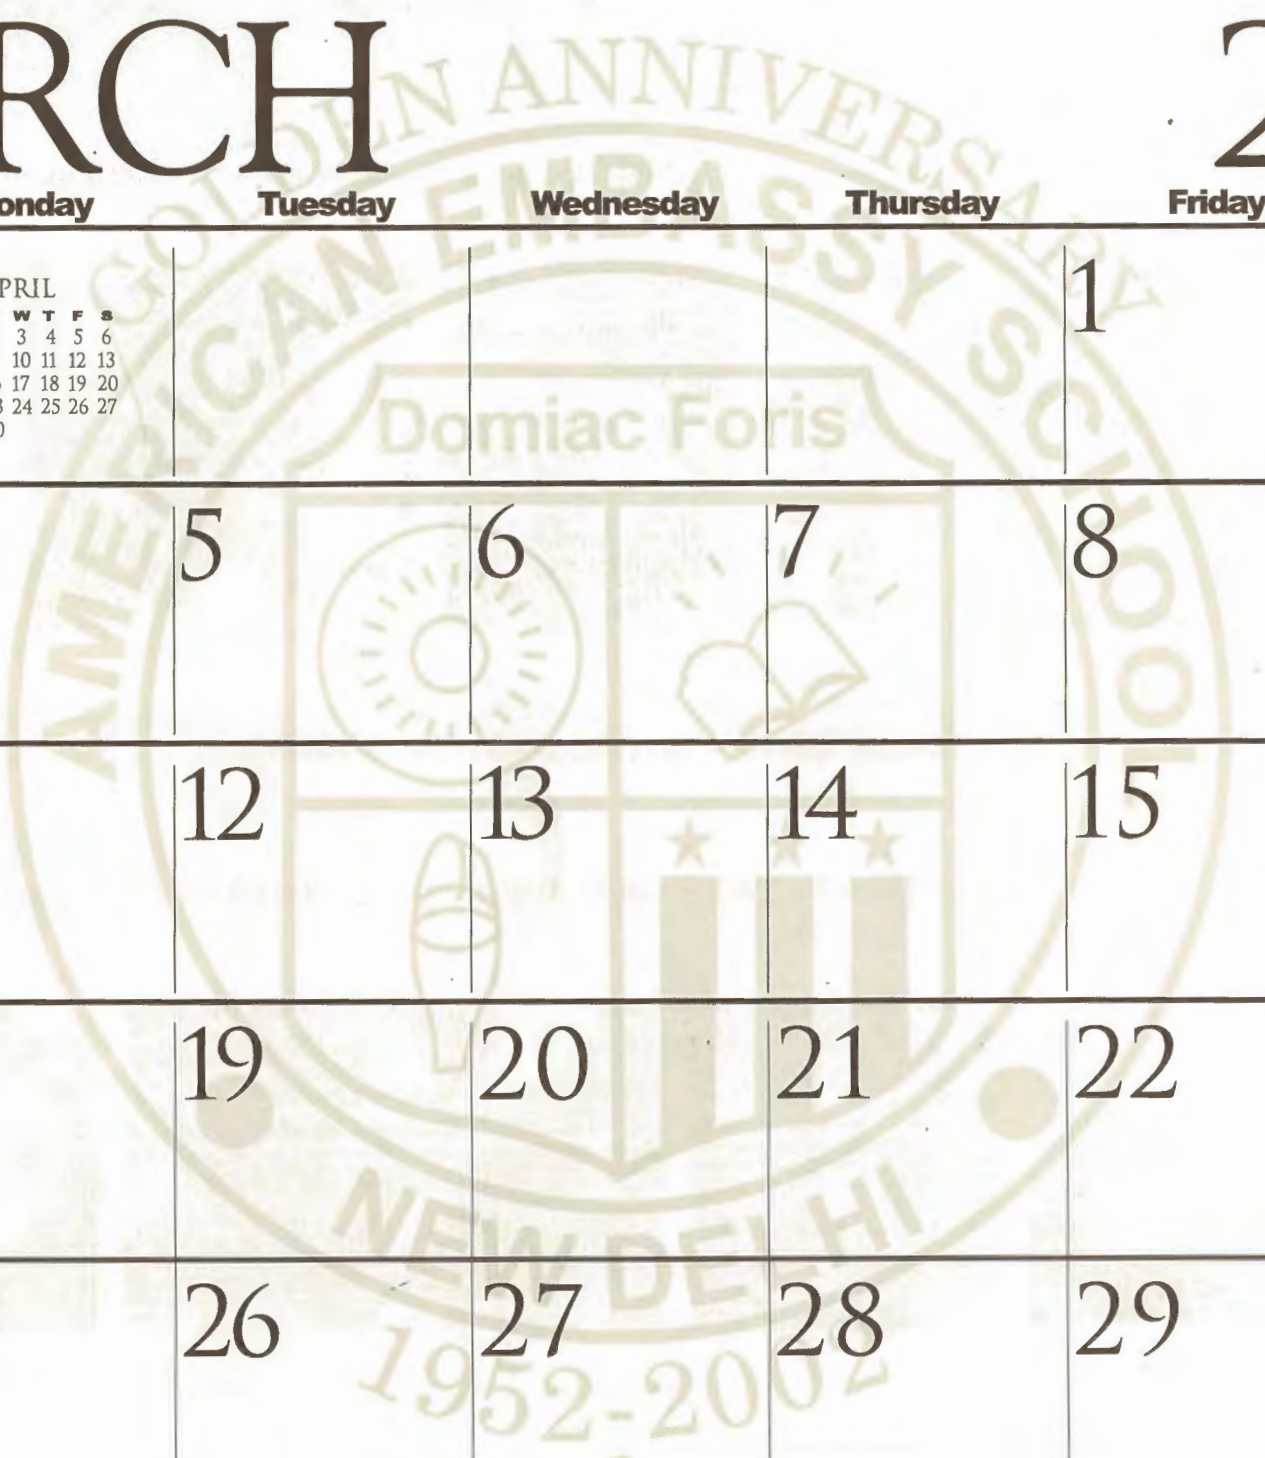 GOLDEN ANNIVERSARY
RCH 2
onday Tuesday Wednesday Thursday Friday
AMERICAN EMBASSY SCHOOL
PRIL
W T F S
3 4 5 6
10 11 12 13
17 18 19 20
24 25 26 27
1
Domiac Foris
5 6 7 8
12 13 14 15
19 20 21 22
NEW DELHI
26 27 28 29
1952-2002